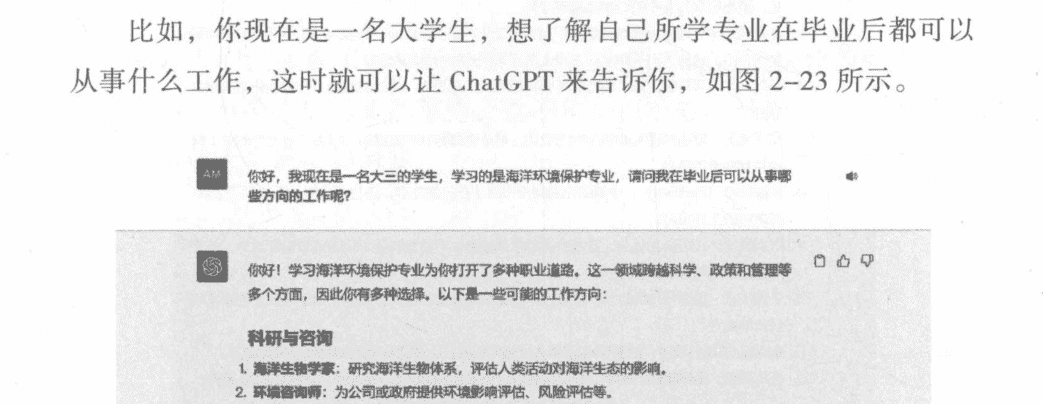 比如，你现在是一名大学生，想了解自己所学专业在毕业后都可以
从事什么工作，这时就可以让 ChatGPT 来告诉你，如图 2-23 所示。
AM
你好，我现在是一名大三的学生，学习的是海洋环境保护专业，请问我在毕业后可以从事哪
些方向的工作呢？
你好！学习海洋环境保护专业为你打开了多种职业道路。这一领域跨越科学、政策和管理等
多个方面，因此你有多种选择。以下是一些可能的工作方向：
科研与咨询
1. 海洋生物学家：研究海洋生物体系，评估人类活动对海洋生态的影响。
2. 环境咨询师：为公司或政府提供环境影响评估、风险评估等。